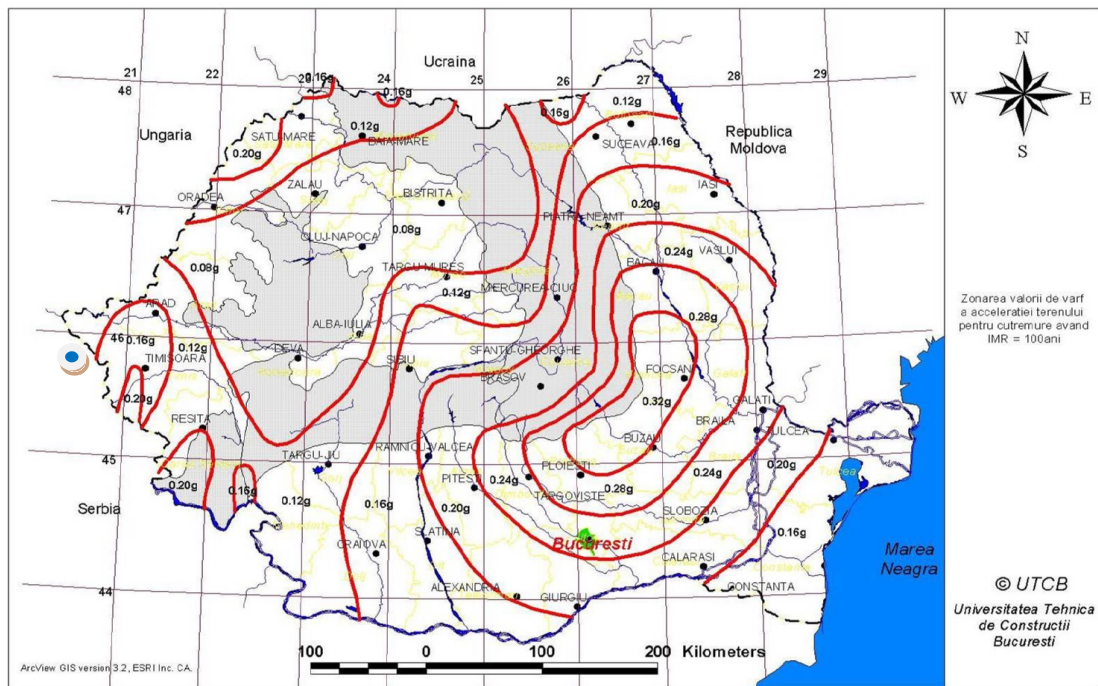 Ucraina
21
22
23
24
25
26
27
28
29
48
47
46
45
44
0.16g
0.16g
0.16g
0.12g
Ungaria
SATU-MARE
0.12g
BAIA-MARE
SUCEAVA
0.16g
Republica
Moldova
0.20g
ORADEA
ZALAU
BISTRITA
IASI
0.20g
PIATRA-NEAMT
CLUJ-NAPOCA
0.08g
0.24g
VASLUI
BACAU
0.08g
TARGU-MURES
0.12g
MIERCUREA-CIUC
ARAD
ALBA-IULIA
0.28g
0.16g
0.12g
TIMISOARA
DEVA
SIBIU
SFANTU-GHEORGHE
BRASOV
FOCSANI
0.20g
0.32g
GALATI
RESITA
BRAILA
TULCEA
RAMNICU-VALCEA
BUZAU
TARGU-JIU
PLOIESTI
0.24g
0.20g
0.20g
0.16g
0.12g
PITESTI
0.24g
0.28g
TARGOVISTE
Serbia
0.16g
0.20g
SLOBOZIA
CRAIOVA
SLATINA
Bucuresti
0.16g
CALARASI
Marea
Neagra
ALEXANDRIA
GIURGIU
CONSTANTA
100
0
100
200
Kilometers
ArcView GIS version 3.2, ESRI Inc. CA.
N
W
E
S
Zonarea valorii de varf
a acceleratiei terenului
pentru cutremure avand
IMR = 100ani
© UTCB
Universitatea Tehnica
de Constructii
Bucuresti